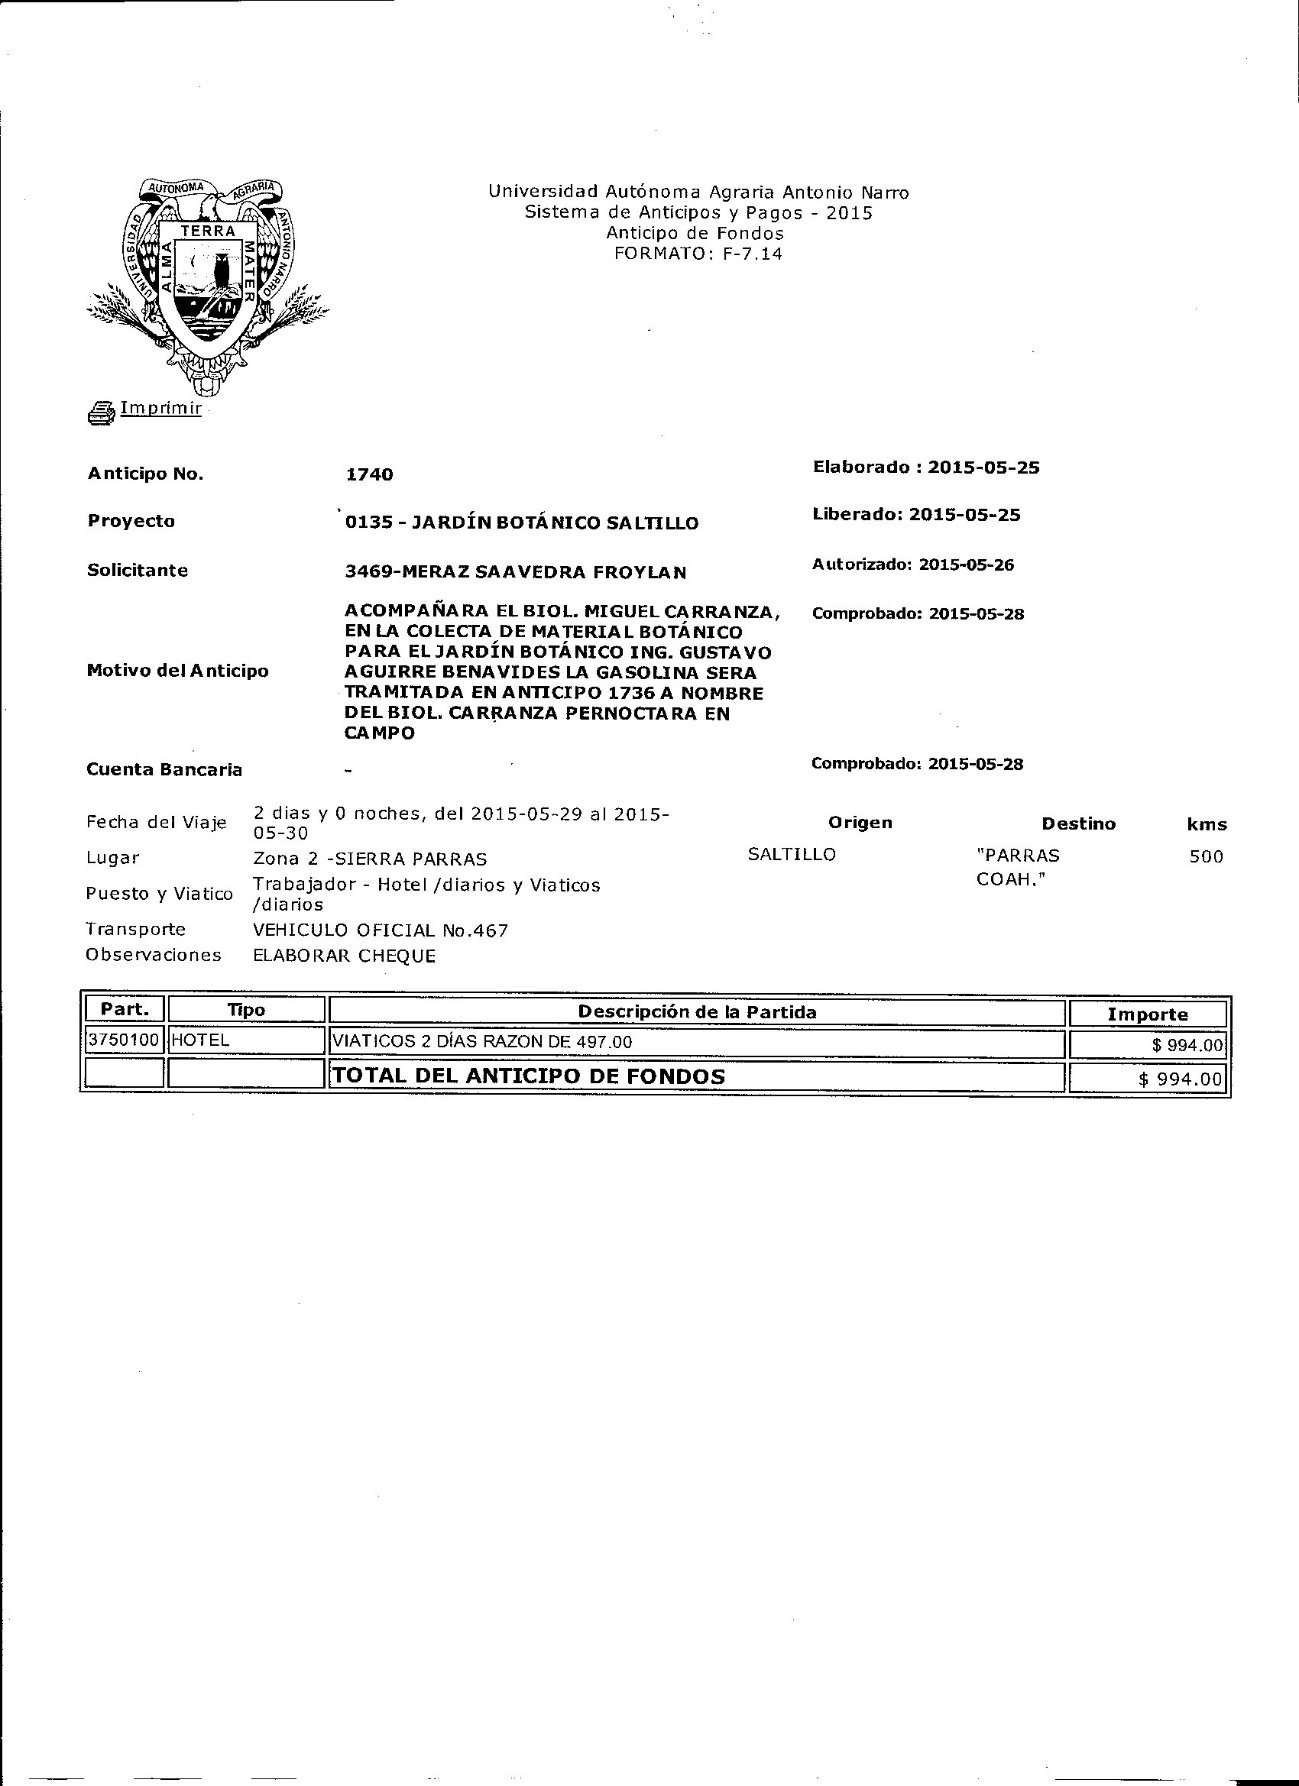 UNIVERSIDAD AUTONOMA AGRARIA ANTONIO NARRO
ALMA TERRA MATER
Universidad Autónoma Agraria Antonio Narro
Sistema de Anticipos y Pagos - 2015
Anticipo de Fondos
FORMATO: F-7.14
Imprimir
Anticipo No. 1740 Elaborado : 2015-05-25
Proyecto 0135 - JARDÍN BOTÁNICO SALTILLO Liberado: 2015-05-25
Solicitante 3469-MERAZ SAAVEDRA FROYLAN Autorizado: 2015-05-26
Motivo del Anticipo
ACOMPAÑARA EL BIOL. MIGUEL CARRANZA, Comprobado: 2015-05-28
EN LA COLECTA DE MATERIAL BOTÁNICO
PARA EL JARDÍN BOTÁNICO ING. GUSTAVO
AGUIRRE BENAVIDES LA GASOLINA SERA
TRAMITADA EN ANTICIPO 1736 A NOMBRE
DEL BIOL. CARRANZA PERNOCTARA EN
CAMPO
Cuenta Bancaria - Comprobado: 2015-05-28
Fecha del Viaje 2 dias y 0 noches, del 2015-05-29 al 2015-
05-30
Origen Destino kms
Lugar Zona 2 -SIERRA PARRAS
SALTILLO "PARRAS 500
COAH."
Puesto y Viatico Trabajador - Hotel /diarios y Viaticos
/diarios
Transporte VEHICULO OFICIAL No.467
Observaciones ELABORAR CHEQUE
Part. Tipo Descripción de la Partida Importe
3750100 HOTEL VIATICOS 2 DÍAS RAZON DE 497.00 $ 994.00
TOTAL DEL ANTICIPO DE FONDOS $ 994.00